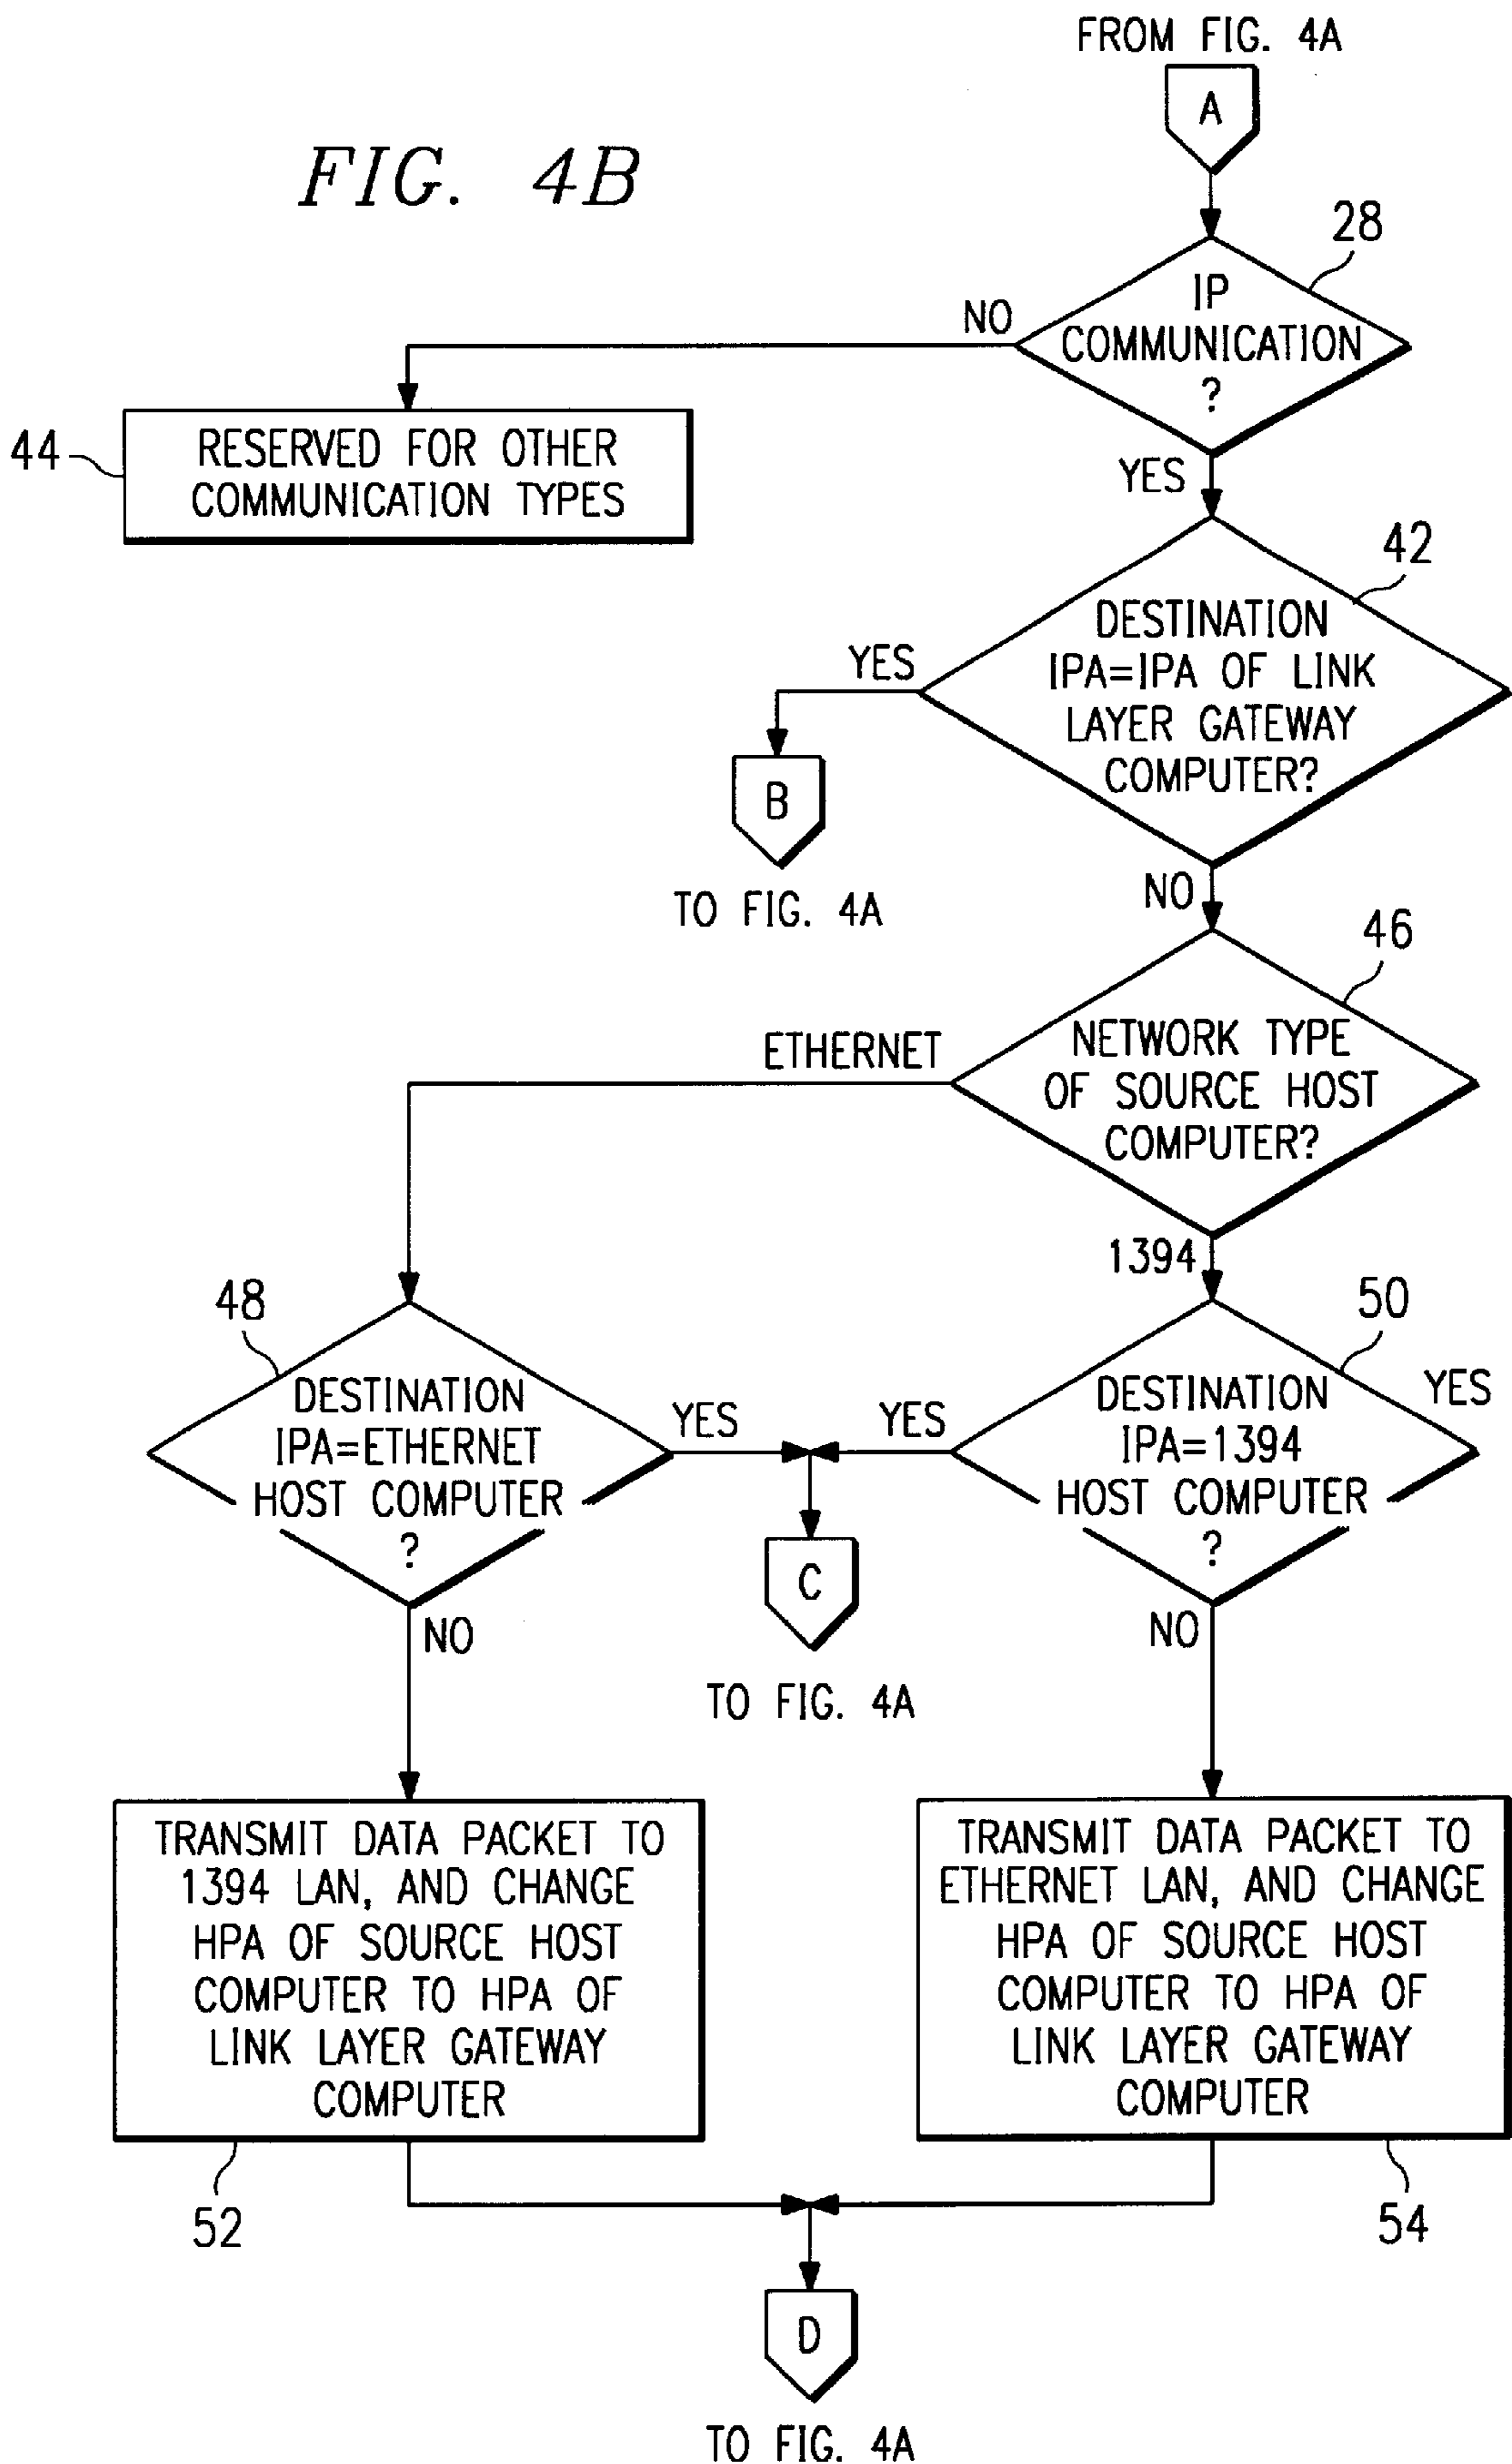 FROM FIG. 4A
A
FIG. 4B
28
IP
COMMUNICATION
?
NO
44
RESERVED FOR OTHER
COMMUNICATION TYPES
YES
42
DESTINATION
IPA=IPA OF LINK
LAYER GATEWAY
COMPUTER?
YES
B
TO FIG. 4A
NO
46
NETWORK TYPE
OF SOURCE HOST
COMPUTER?
ETHERNET
1394
48
DESTINATION
IPA=ETHERNET
HOST COMPUTER
?
YES
50
DESTINATION
IPA=1394
HOST COMPUTER
?
YES
YES
C
TO FIG. 4A
NO
NO
TRANSMIT DATA PACKET TO
1394 LAN, AND CHANGE
HPA OF SOURCE HOST
COMPUTER TO HPA OF
LINK LAYER GATEWAY
COMPUTER
52
TRANSMIT DATA PACKET TO
ETHERNET LAN, AND CHANGE
HPA OF SOURCE HOST
COMPUTER TO HPA OF
LINK LAYER GATEWAY
COMPUTER
54
D
TO FIG. 4A